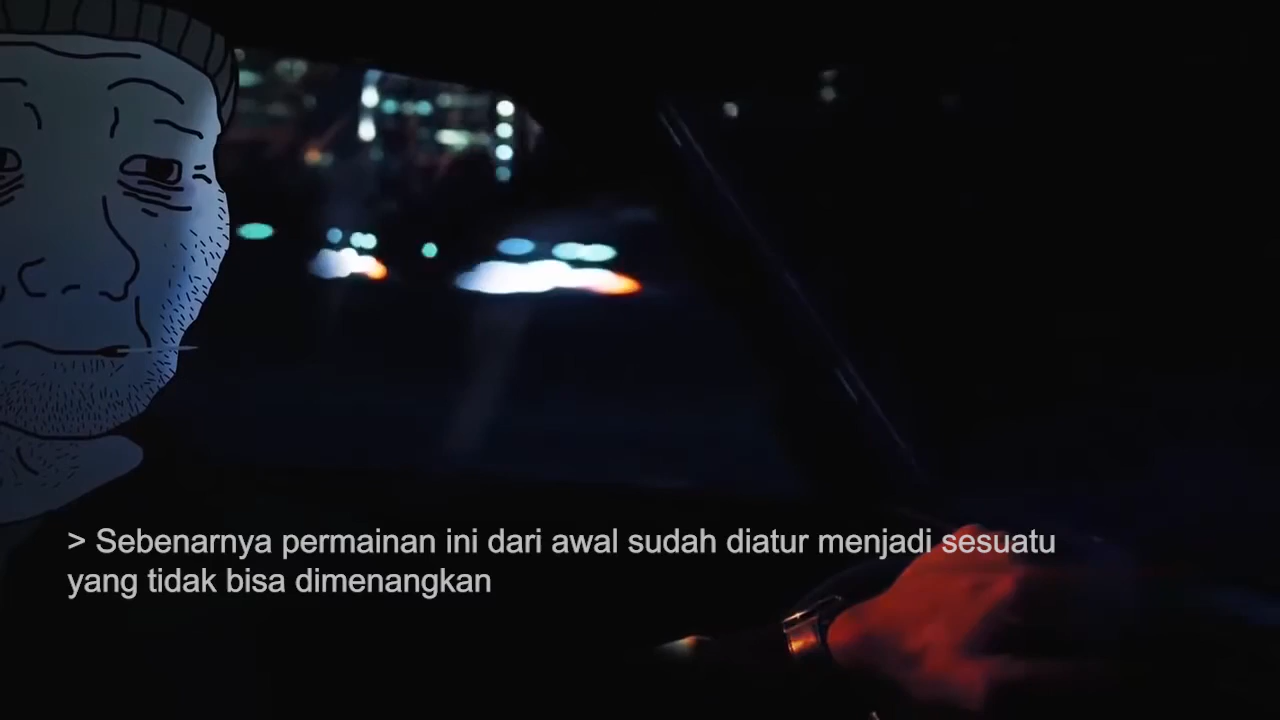 > Sebenarnya permainan ini dari awal sudah diatur menjadi sesuatu
yang tidak bisa dimenangkan